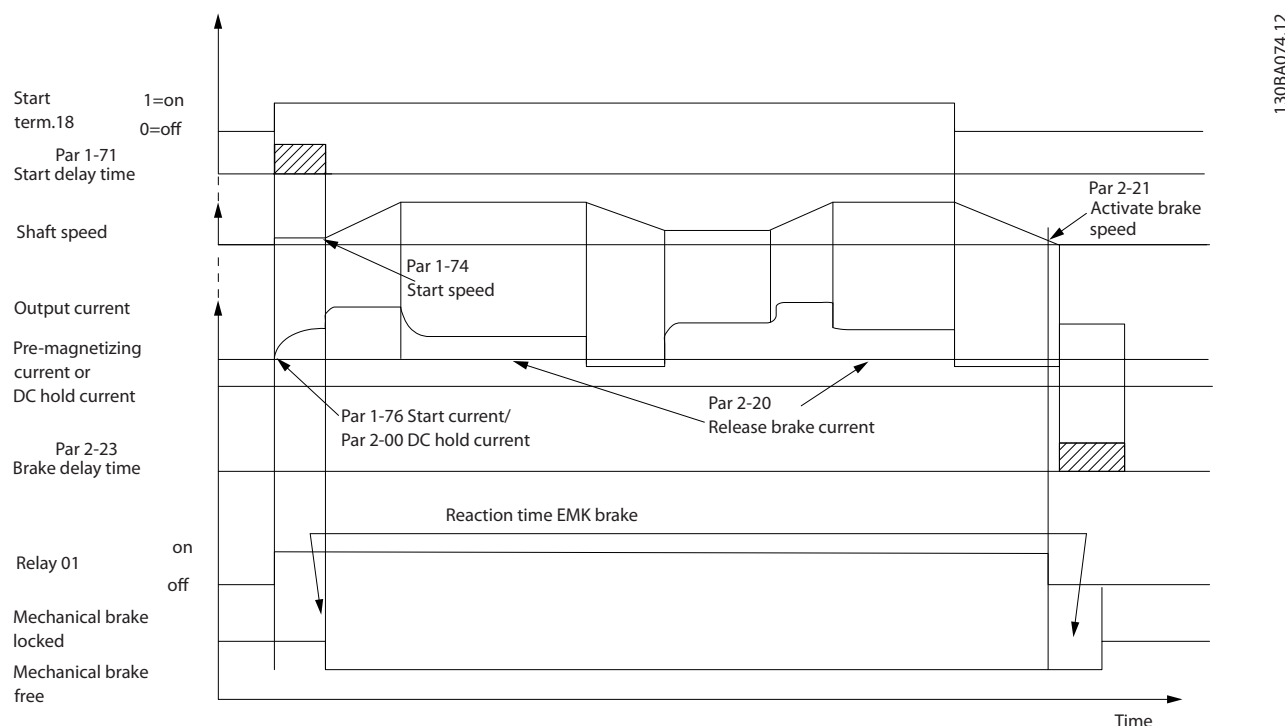 130BA074.12
Start 1=on
term.18 0=off
Par 1-71
Start delay time
Par 2-21
Activate brake
speed
Shaft speed
Par 1-74
Start speed
Output current
Pre-magnetizing
current or
DC hold current
Par 1-76 Start current/
Par 2-00 DC hold current
Par 2-20
Release brake current
Par 2-23
Brake delay time
Reaction time EMK brake
on
Relay 01
off
Mechanical brake
locked
Mechanical brake
free
Time